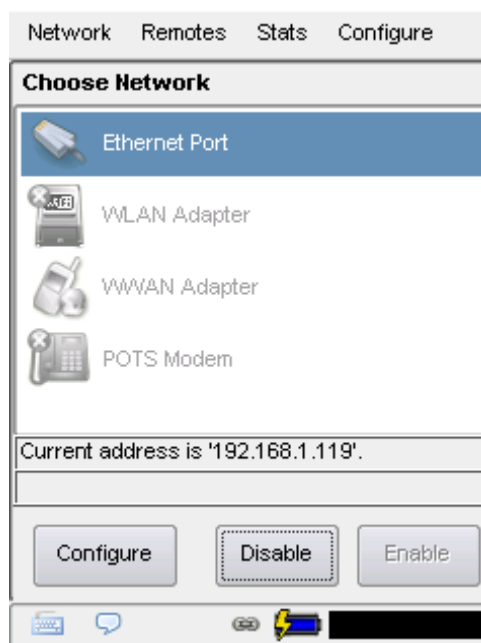 Network Remotes Stats Configure
Choose Network
Ethernet Port
WLAN Adapter
WWAN Adapter
POTS Modem
Current address is '192.168.1.119'.
Configure Disable Enable